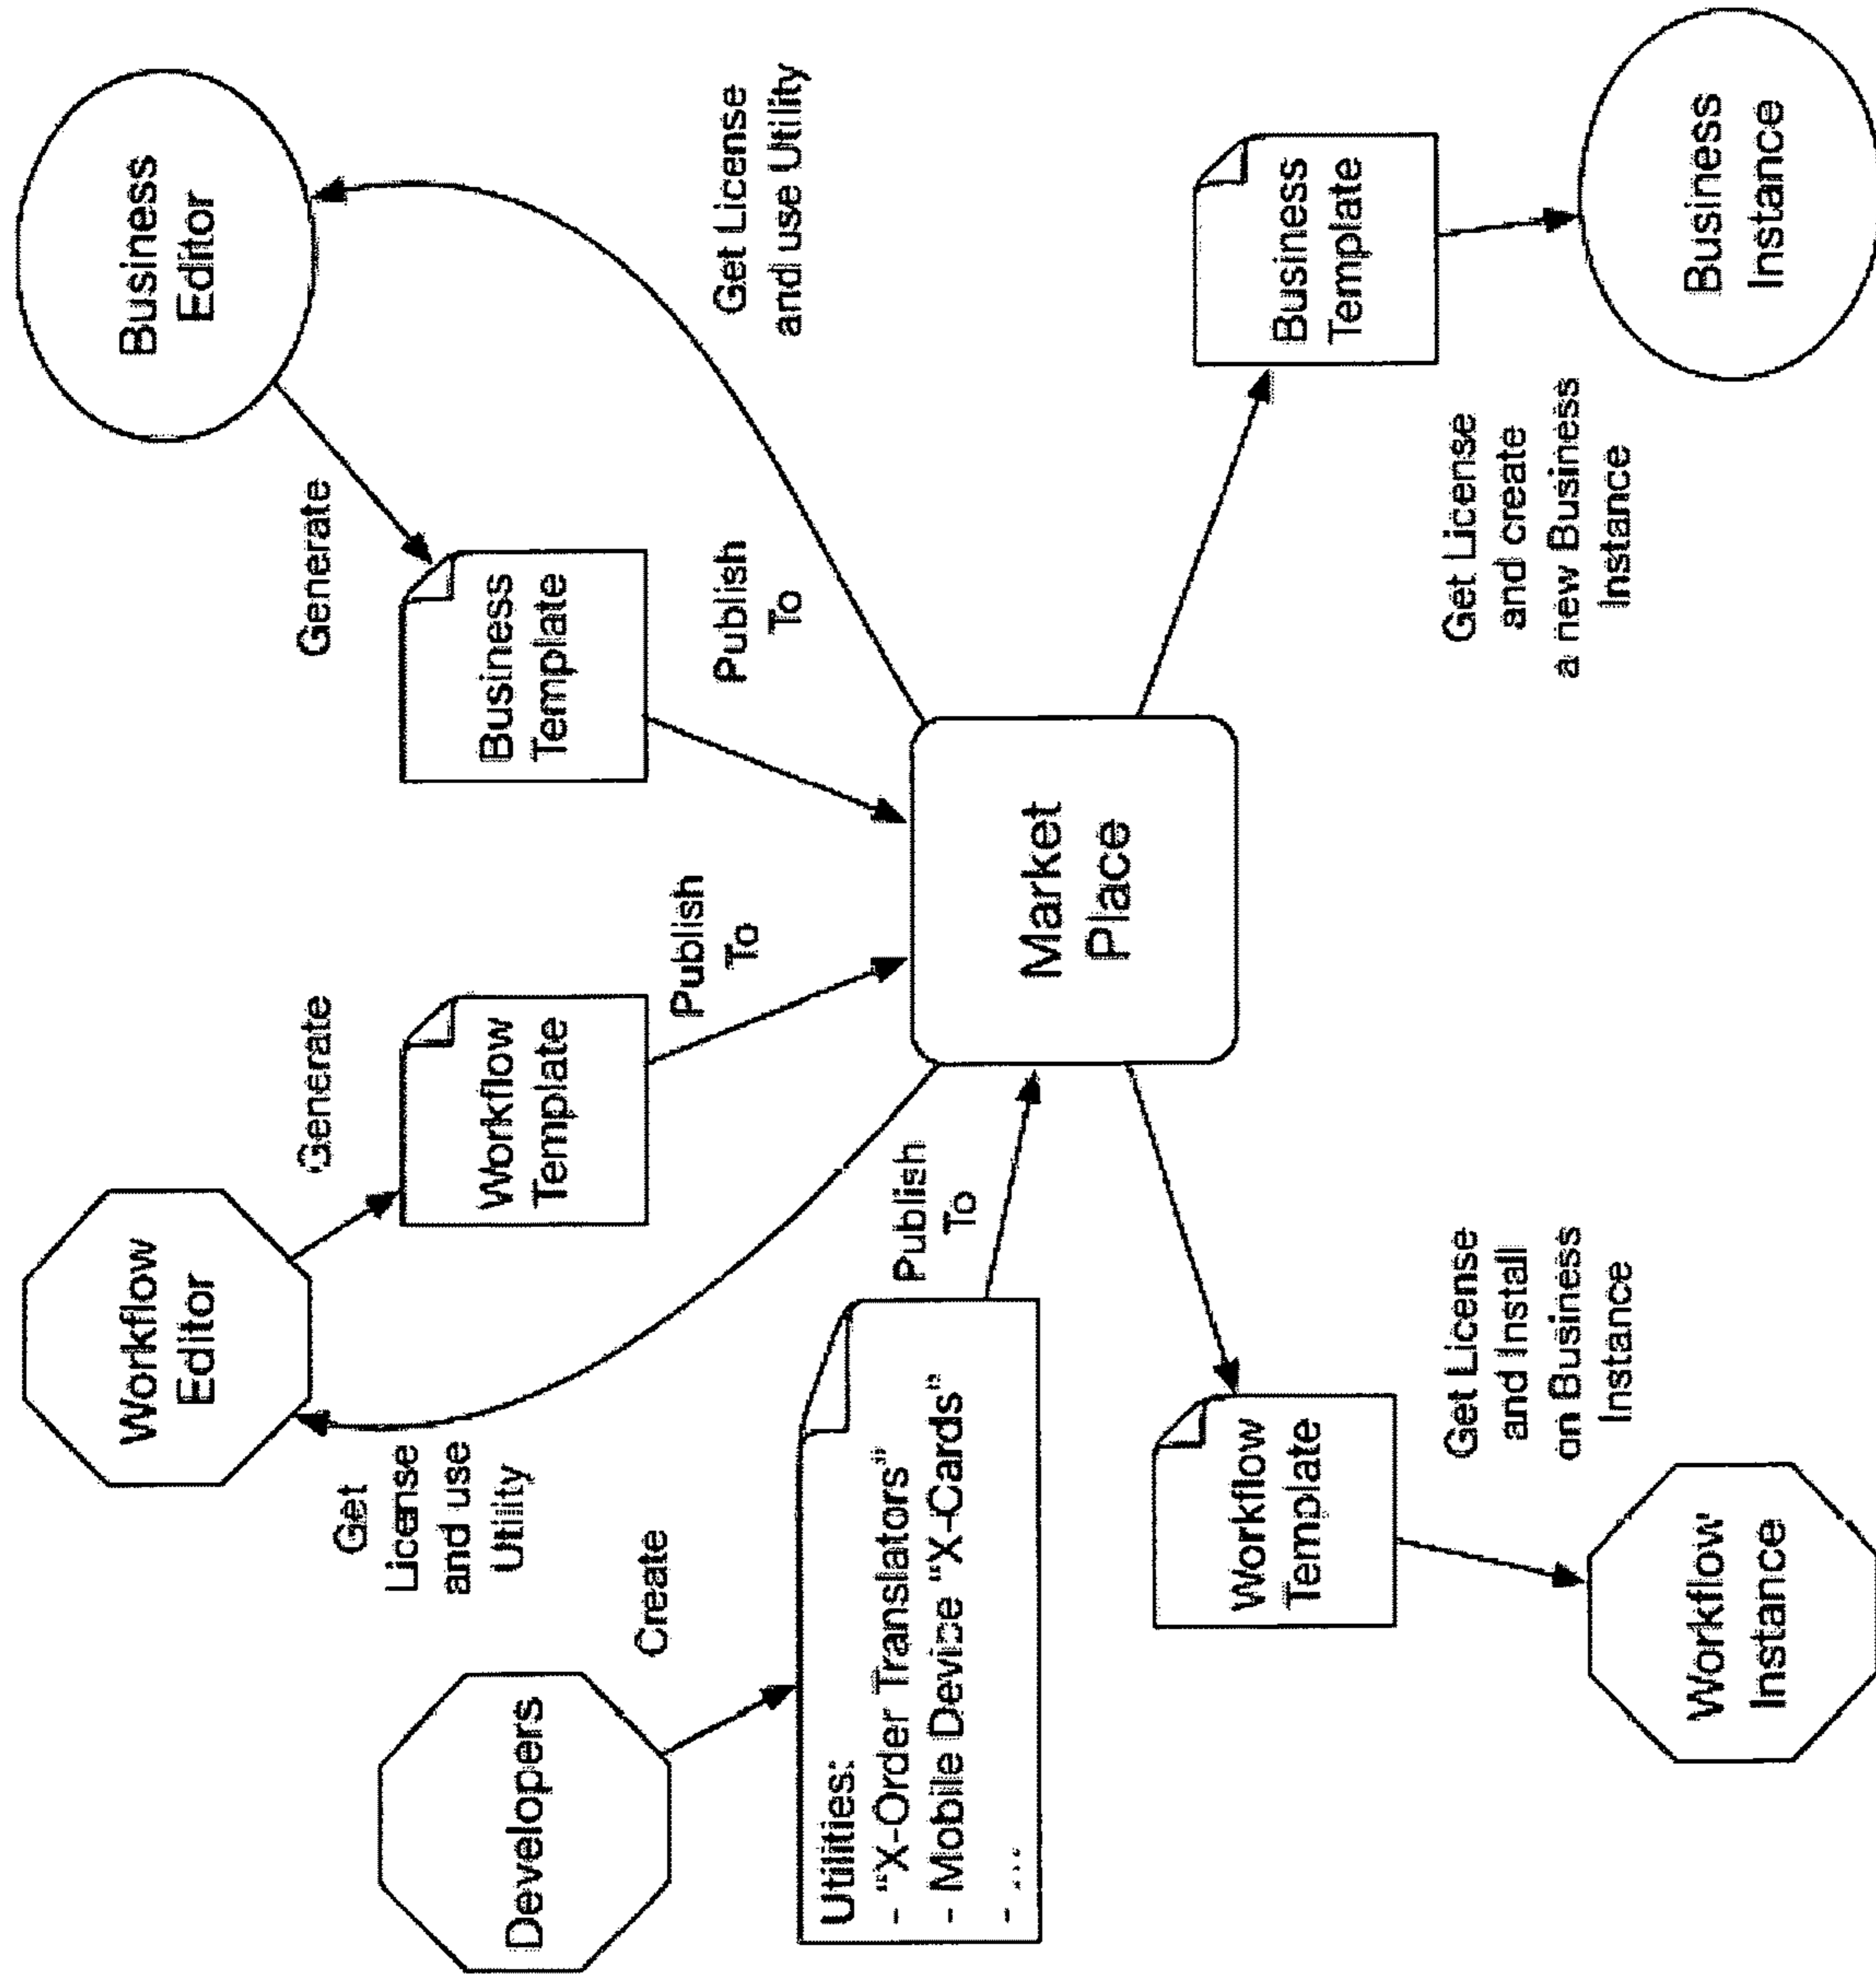 Workflow
Editor
Business
Editor
Generate
Generate
Get
License
and use
Utility
Developers
Workflow
Template
Business
Template
Create
Publish
To
Publish
To
Get License
and use Utility
Utilities:
- "X-Order Translators"
- Mobile Device "X-Cards"
- ...
Publish
To
Market
Place
Workflow
Template
Business
Template
Get License
and Install
on Business
Instance
Get License
and create
a new Business
Instance
Workflow
Instance
Business
Instance